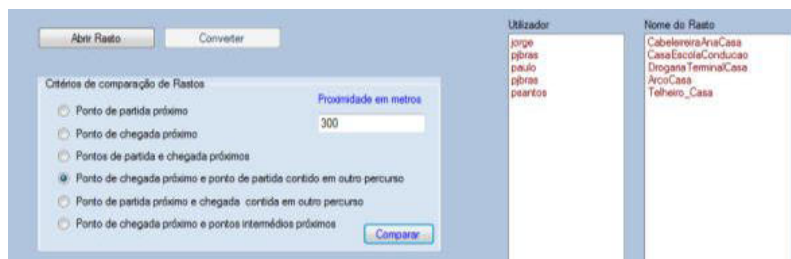 Abrir Rasto
Converter
Critérios de comparação de Rastos
Proximidade em metros
300
Ponto de partida próximo
Ponto de chegada próximo
Pontos de partida e chegada próximos
Ponto de chegada próximo e ponto de partida contido em outro percurso
Ponto de partida próximo e chegada contida em outro percurso
Ponto de chegada próximo e pontos intermédios próximos
Comparar
Utilizador
jorge
pjbras
paulo
pjbras
psantos
Nome do Rasto
CabeleireiraAnaCasa
CasaEscolaConducao
DrogariaTerminalCasa
ArcoCasa
Telheiro_Casa